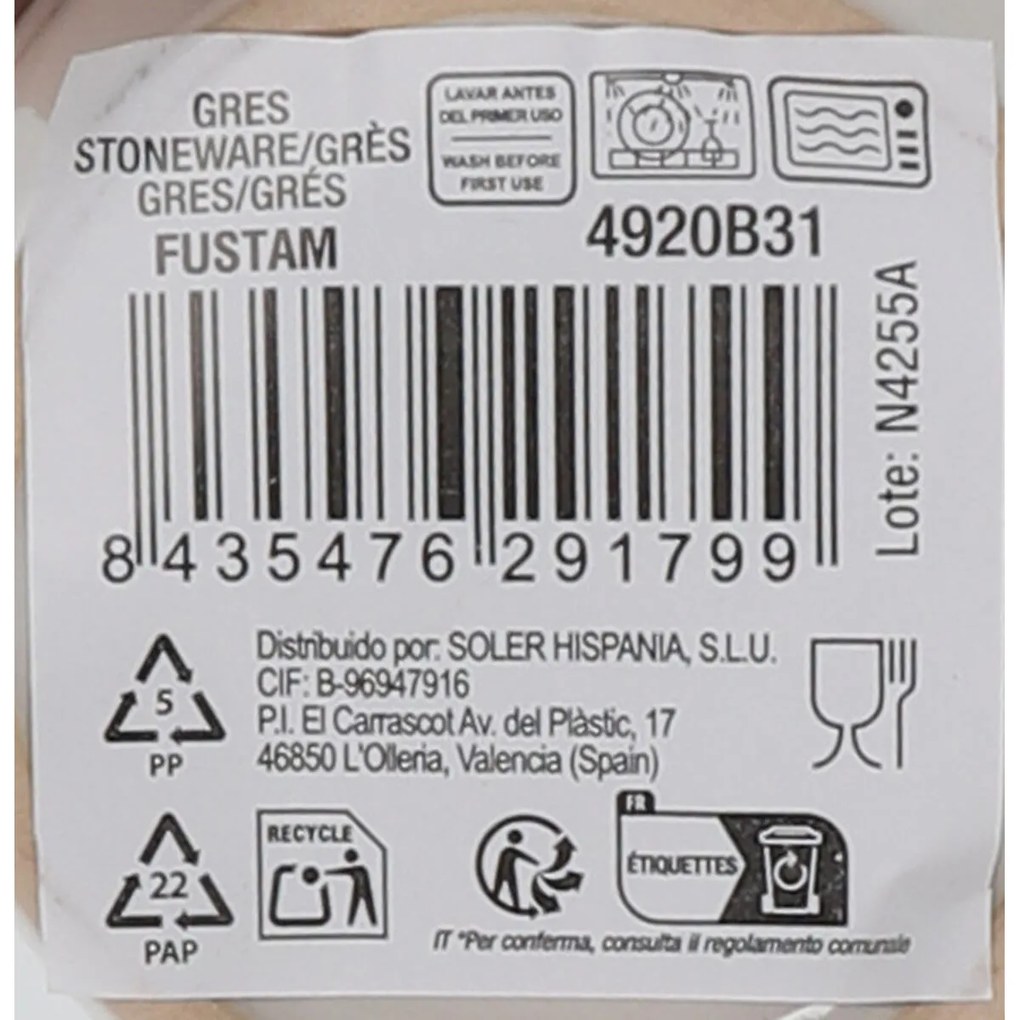 GRES
STONEWARE/GRÈS
GRES/GRÉS
FUSTAM
LAVAR ANTES
DEL PRIMER USO
WASH BEFORE
FIRST USE
4920B31
8 435476 291799
Lote: N4255A
5
PP
Distribuido por: SOLER HISPANIA, S.L.U.
CIF: B-96947916
P.I. El Carrascot Av. del Plàstic, 17
46850 L'Olleria, Valencia (Spain)
22
PAP
RECYCLE
FR
ÉTIQUETTES
IT *Per conferma, consulta il regolamento comunale